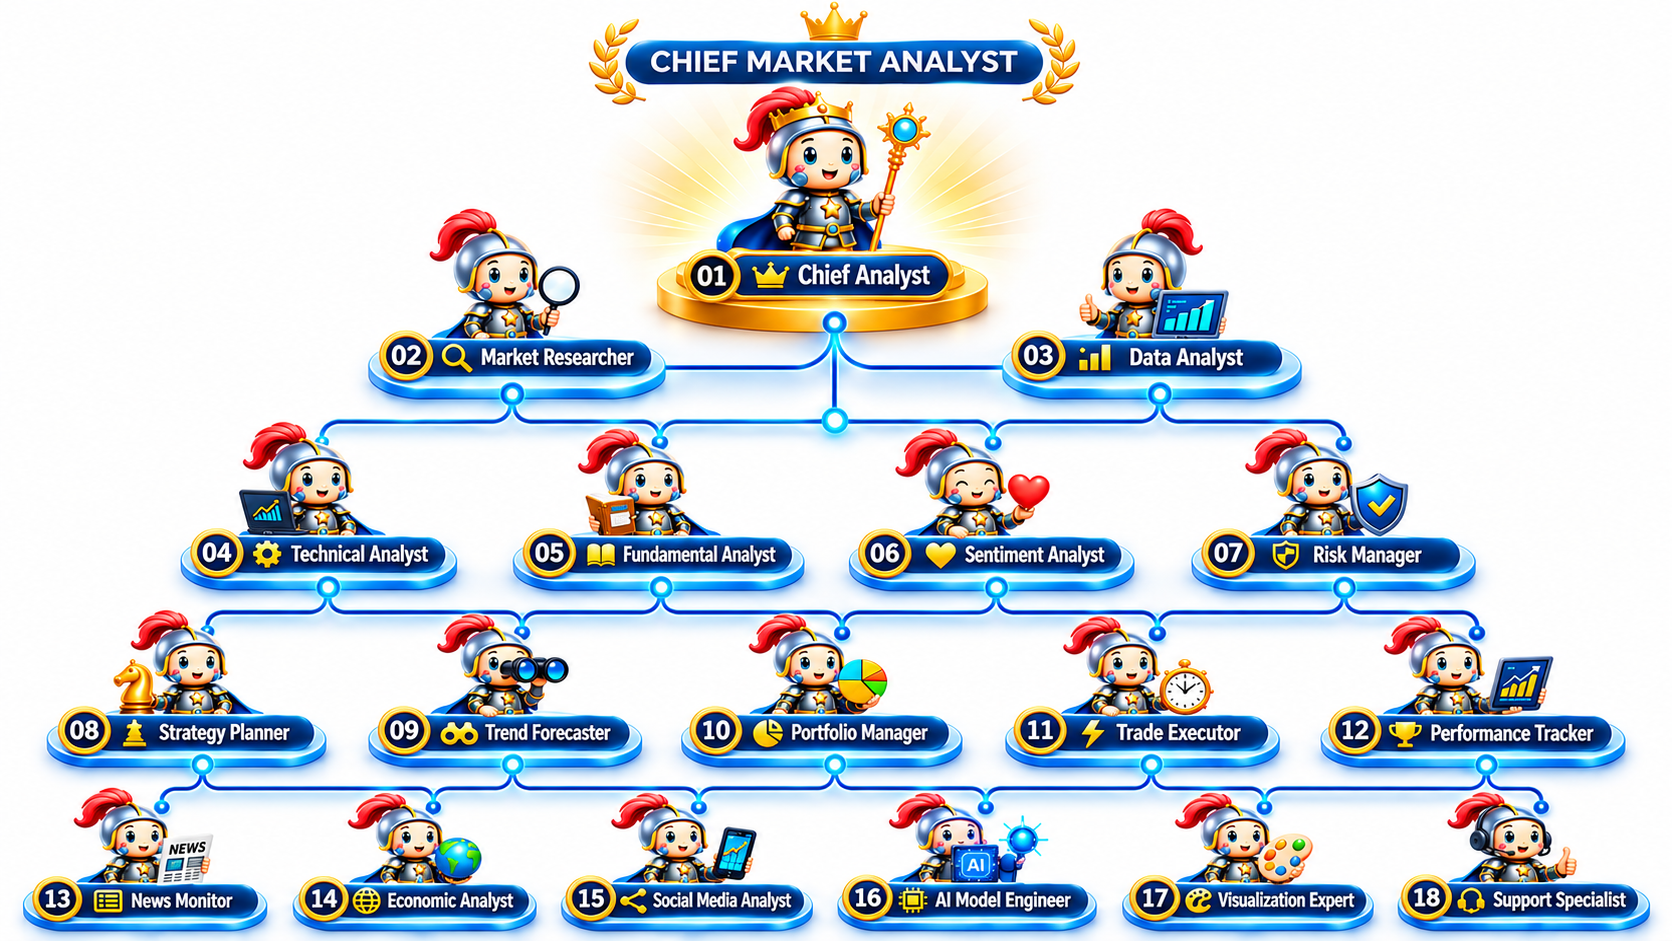 CHIEF MARKET ANALYST
01 Chief Analyst
02 Market Researcher
03 Data Analyst
04 Technical Analyst
05 Fundamental Analyst
06 Sentiment Analyst
07 Risk Manager
08 Strategy Planner
09 Trend Forecaster
10 Portfolio Manager
11 Trade Executor
12 Performance Tracker
NEWS
AI
13 News Monitor
14 Economic Analyst
15 Social Media Analyst
16 AI Model Engineer
17 Visualization Expert
18 Support Specialist